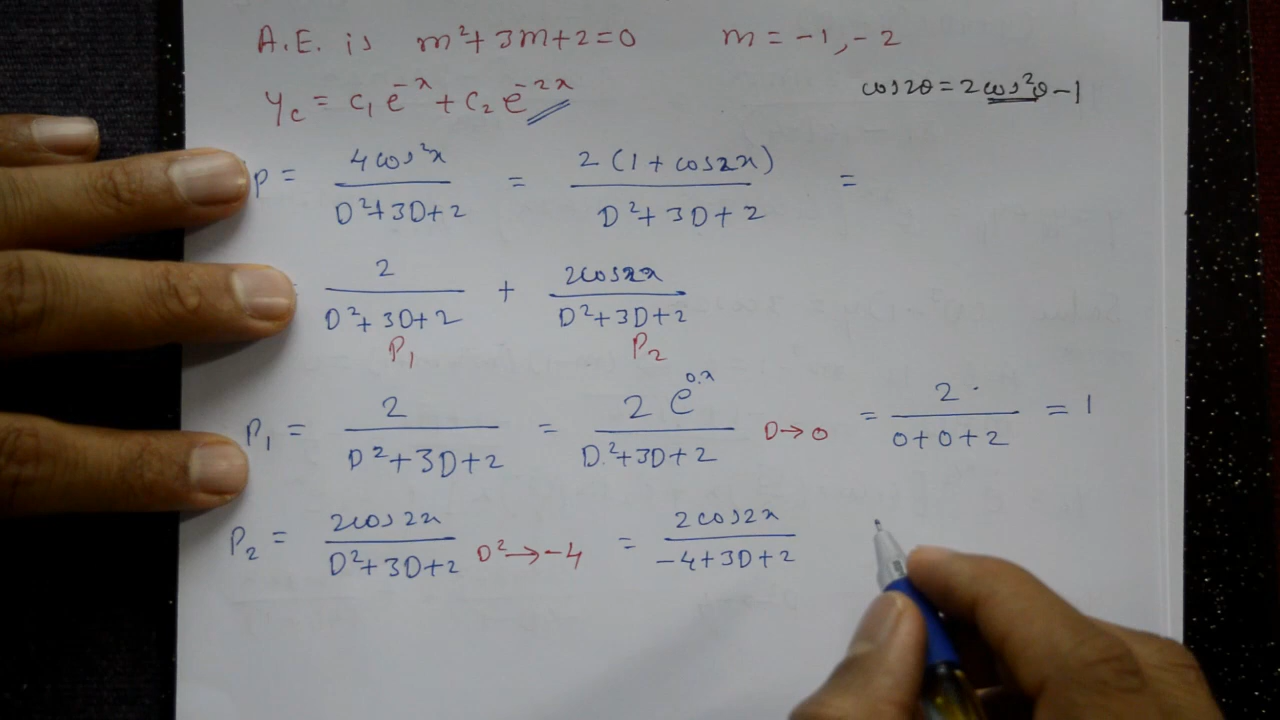 A.E. is m²+3m+2=0 m = -1, -2
cos2θ = 2cos²θ-1
yc = c₁e^-x + c₂e^-2x
p = 4cos²x / D²+3D+2 = 2(1+cos2x) / D²+3D+2 =
2 / D²+3D+2 + 2cos2x / D²+3D+2
P₁ P₂
P₁ = 2 / D²+3D+2 = 2e^0.x / D²+3D+2 D→0 = 2 / 0+0+2 = 1
P₂ = 2cos2x / D²+3D+2 D²→-4 = 2cos2x / -4+3D+2